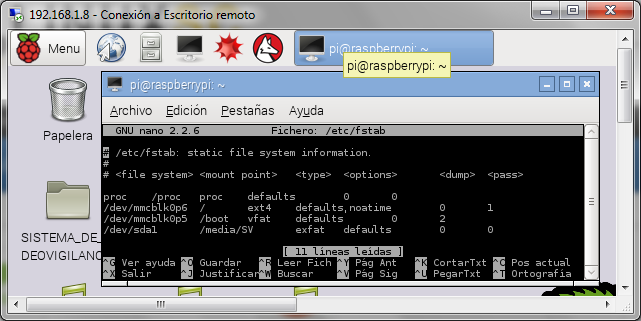 192.168.1.8 - Conexión a Escritorio remoto
Menu
pi@raspberrypi: ~
pi@raspberrypi: ~
pi@raspberrypi: ~
Papelera
SISTEMA_DE_
DEOVIGILANC
Archivo Edición Pestañas Ayuda
GNU nano 2.2.6 Fichero: /etc/fstab
# /etc/fstab: static file system information.
#
# <file system> <mount point> <type> <options> <dump> <pass>
proc /proc proc defaults 0 0
/dev/mmcblk0p6 / ext4 defaults,noatime 0 1
/dev/mmcblk0p5 /boot vfat defaults 0 2
/dev/sda1 /media/SV exfat defaults 0 0
[ 11 líneas leídas ]
^G Ver ayuda ^O Guardar ^R Leer Fich ^Y Pág Ant ^K CortarTxt ^C Pos actual
^X Salir ^J Justificar ^W Buscar ^V Pág Sig ^U PegarTxt ^T Ortografía